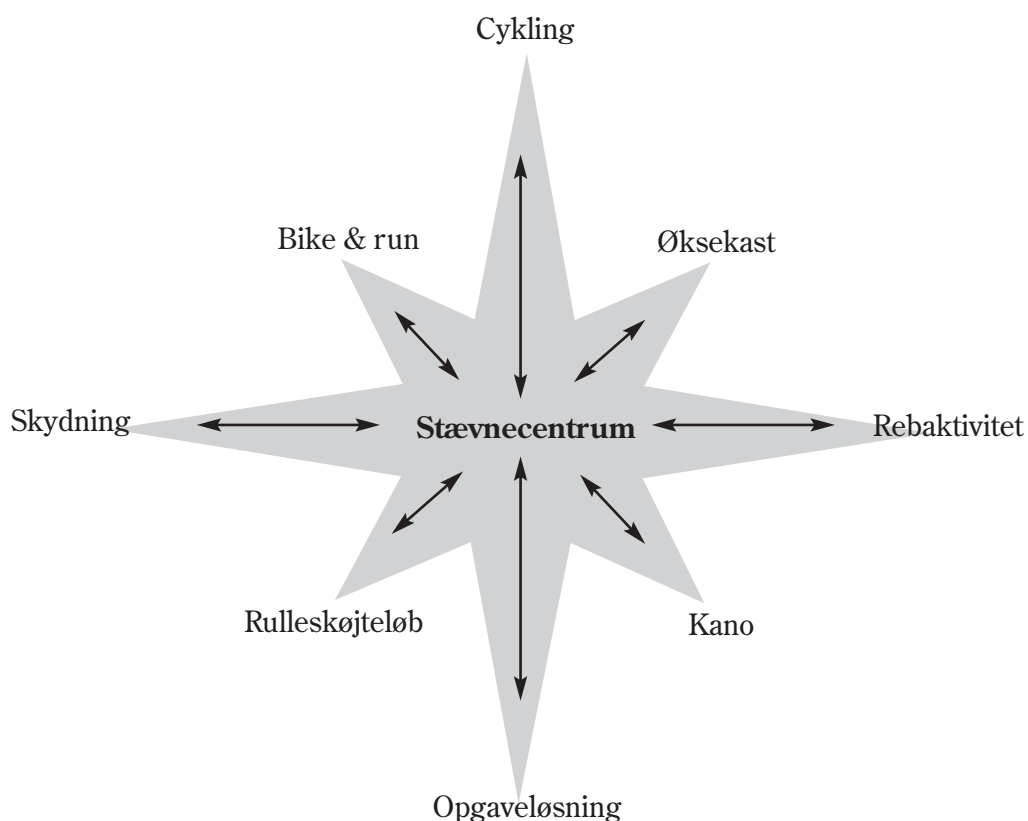 Cykling
Bike & run
Øksekast
Skydning
Stævnecentrum
Rebaktivitet
Rulleskøjteløb
Kano
Opgaveløsning